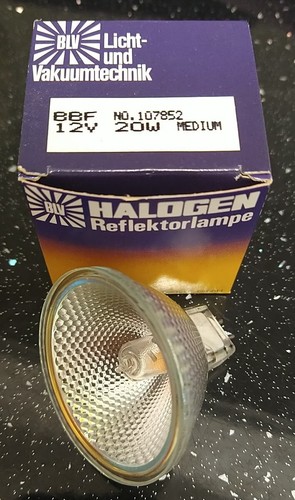 BLV
Licht-
und
Vakuumtechnik
BBF NO.107852
12V 20W MEDIUM
BLV
HALOGEN
Reflektorlampe